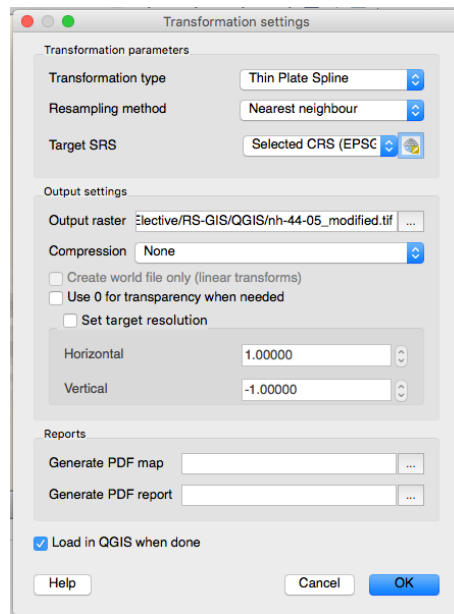 Transformation settings
Transformation parameters
Transformation type Thin Plate Spline
Resampling method Nearest neighbour
Target SRS Selected CRS (EPSG
Output settings
Output raster Elective/RS-GIS/QGIS/nh-44-05_modified.tif ...
Compression None
Create world file only (linear transforms)
Use 0 for transparency when needed
Set target resolution
Horizontal 1.00000
Vertical -1.00000
Reports
Generate PDF map ...
Generate PDF report ...
Load in QGIS when done
Help Cancel OK